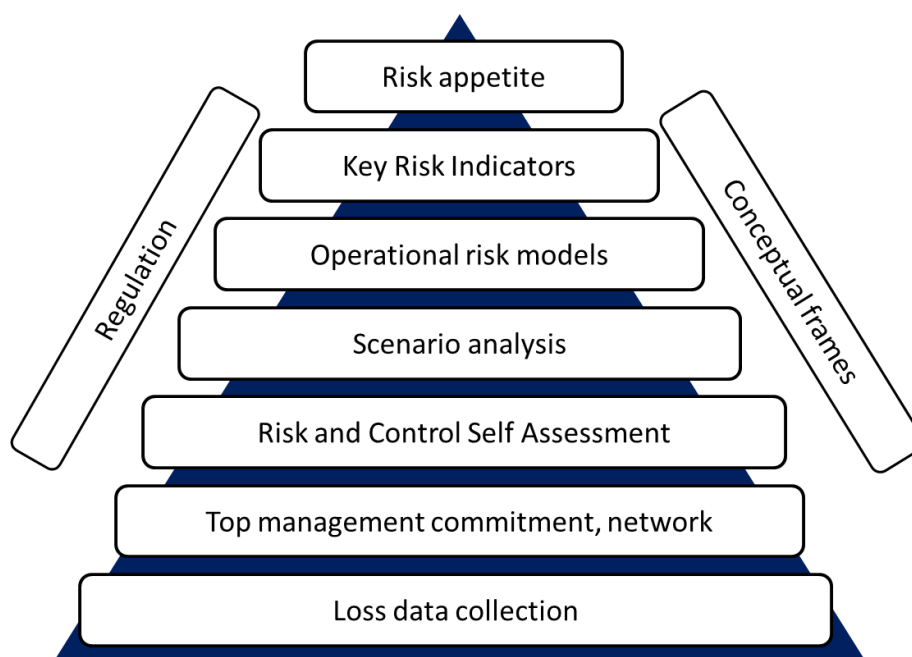 Risk appetite
Key Risk Indicators
Operational risk models
Scenario analysis
Risk and Control Self Assessment
Top management commitment, network
Loss data collection
Regulation
Conceptual frames